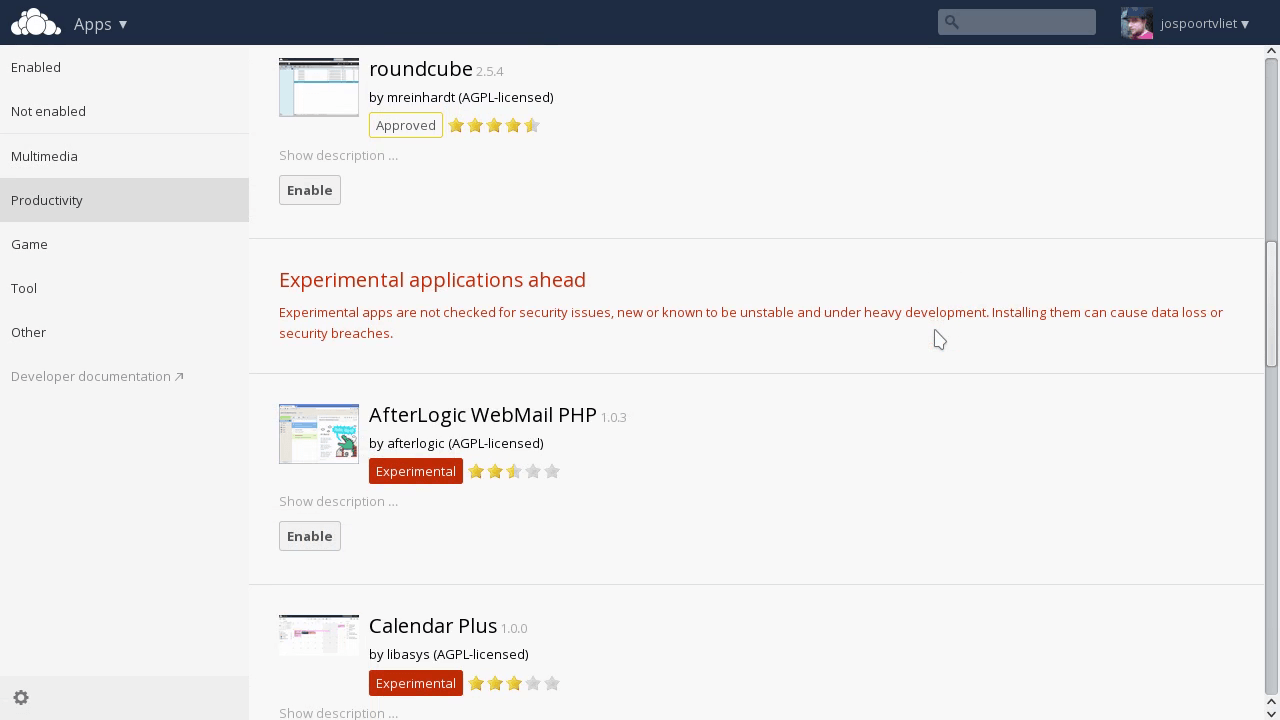 Apps ▼
jospoortvliet ▼
Enabled
Not enabled
Multimedia
Productivity
Game
Tool
Other
Developer documentation ↗
roundcube 2.5.4
by mreinhardt (AGPL-licensed)
Approved
Show description ...
Enable
Experimental applications ahead
Experimental apps are not checked for security issues, new or known to be unstable and under heavy development. Installing them can cause data loss or
security breaches.
AfterLogic WebMail PHP 1.0.3
by afterlogic (AGPL-licensed)
Experimental
Show description ...
Enable
Calendar Plus 1.0.0
by libasys (AGPL-licensed)
Experimental
Show description ...